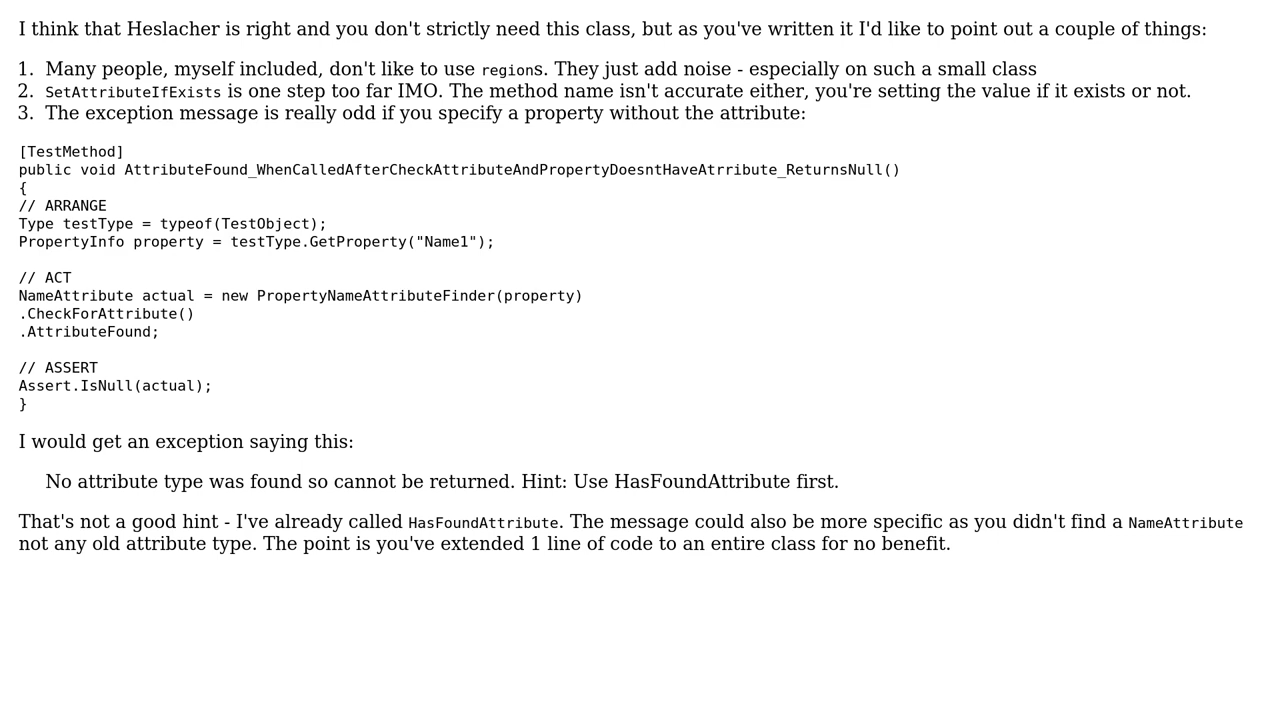 I think that Heslacher is right and you don't strictly need this class, but as you've written it I'd like to point out a couple of things:
1. Many people, myself included, don't like to use regions. They just add noise - especially on such a small class
2. SetAttributeIfExists is one step too far IMO. The method name isn't accurate either, you're setting the value if it exists or not.
3. The exception message is really odd if you specify a property without the attribute:
[TestMethod]
public void AttributeFound_WhenCalledAfterCheckAttributeAndPropertyDoesntHaveAtrribute_ReturnsNull()
{
// ARRANGE
Type testType = typeof(TestObject);
PropertyInfo property = testType.GetProperty("Name1");
// ACT
NameAttribute actual = new PropertyNameAttributeFinder(property)
.CheckForAttribute()
.AttributeFound;
// ASSERT
Assert.IsNull(actual);
}
I would get an exception saying this:
No attribute type was found so cannot be returned. Hint: Use HasFoundAttribute first.
That's not a good hint - I've already called HasFoundAttribute. The message could also be more specific as you didn't find a NameAttribute
not any old attribute type. The point is you've extended 1 line of code to an entire class for no benefit.